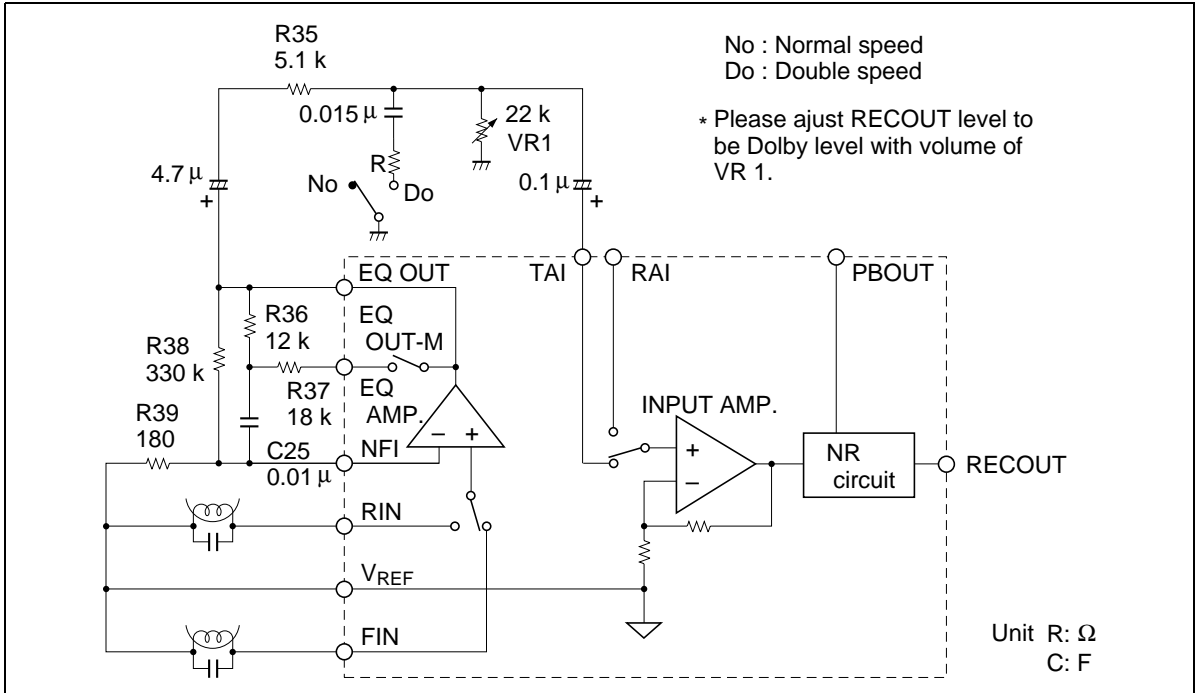 R35
5.1 k
No : Normal speed
Do : Double speed
0.015 μ
22 k
VR1
* Please ajust RECOUT level to
be Dolby level with volume of
VR 1.
4.7 μ
+
R
No
Do
0.1 μ
+
EQ OUT
TAI
RAI
PBOUT
R36
12 k
EQ
OUT-M
R38
330 k
R37
18 k
EQ
AMP.
INPUT AMP.
R39
180
− +
C25
0.01 μ
NFI
+
−
NR
circuit
RECOUT
RIN
VREF
FIN
Unit R: Ω
C: F